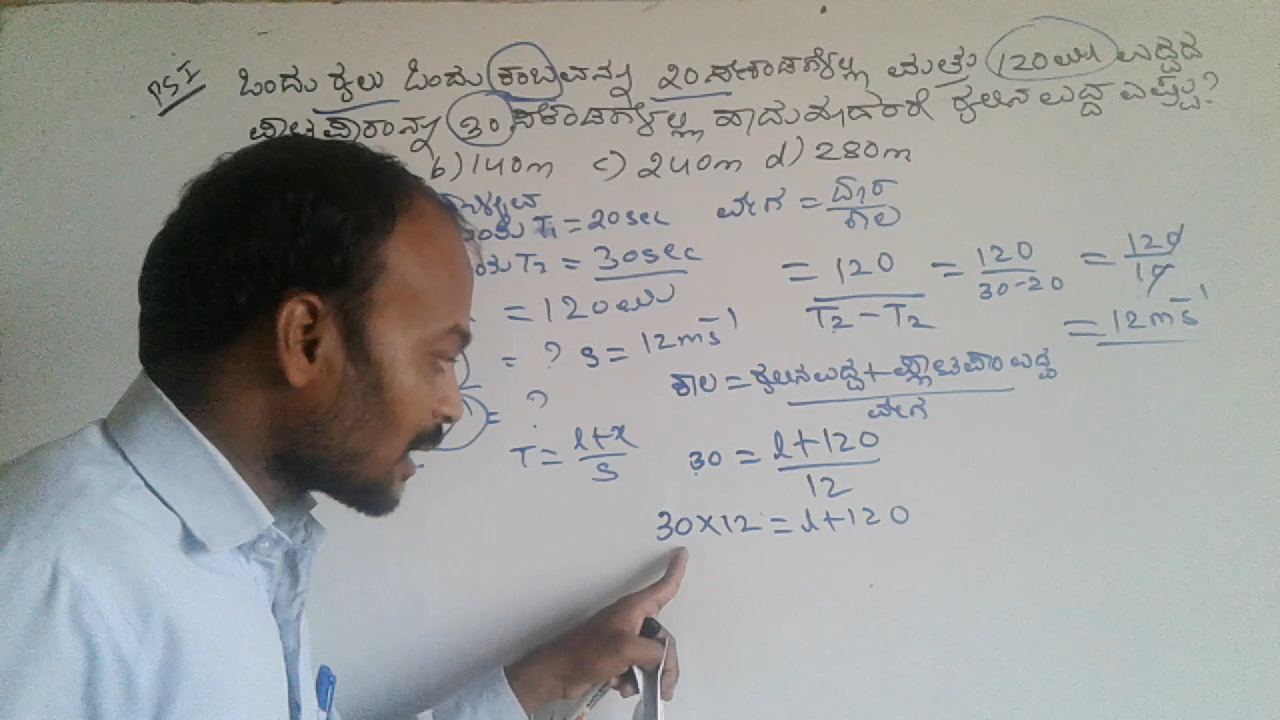 PSI ಒಂದು ರೈಲು ಒಂದು ಕಂಬವನ್ನು 20 ಸೆಕೆಂಡಗಳಲ್ಲಿ ಮತ್ತು 120ಮೀ ಉದ್ದದ
ಪ್ಲಾಟಫಾರಂನ್ನು 30 ಸೆಕೆಂಡಗಳಲ್ಲಿ ಹಾದುಹೋದರೆ ರೈಲಿನ ಉದ್ದ ಎಷ್ಟು?
b) 140m c) 240m d) 280m
T₁ = 20sec
T₂ = 30sec
= 120ಮೀ
= ? S = 12ms⁻¹
= ?
T = l+x / S
ವೇಗ = ದೂರ / ಕಾಲ
= 120 / T₂ - T₂ = 120 / 30-20 = 120 / 10
= 12ms⁻¹
ಕಾಲ = ರೈಲಿನ ಉದ್ದ + ಪ್ಲಾಟಫಾರಂ ಉದ್ದ / ವೇಗ
30 = l+120 / 12
30×12 = l+120